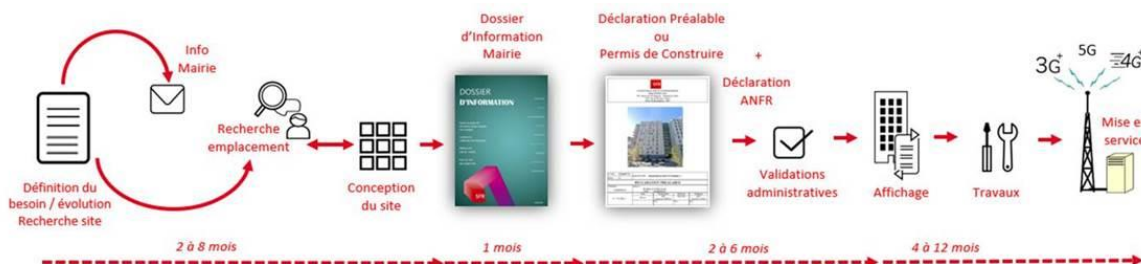 Définition du
besoin / évolution
Recherche site
Info
Mairie
Recherche
emplacement
Conception
du site
Dossier
d'Information
Mairie
DOSSIER
D'INFORMATION
SFR
Déclaration Préalable
ou
Permis de Construire
+
Déclaration
ANFR
Validations
administratives
Affichage
Travaux
3G+
5G
4G+
Mise e
service
2 à 8 mois
1 mois
2 à 6 mois
4 à 12 mois